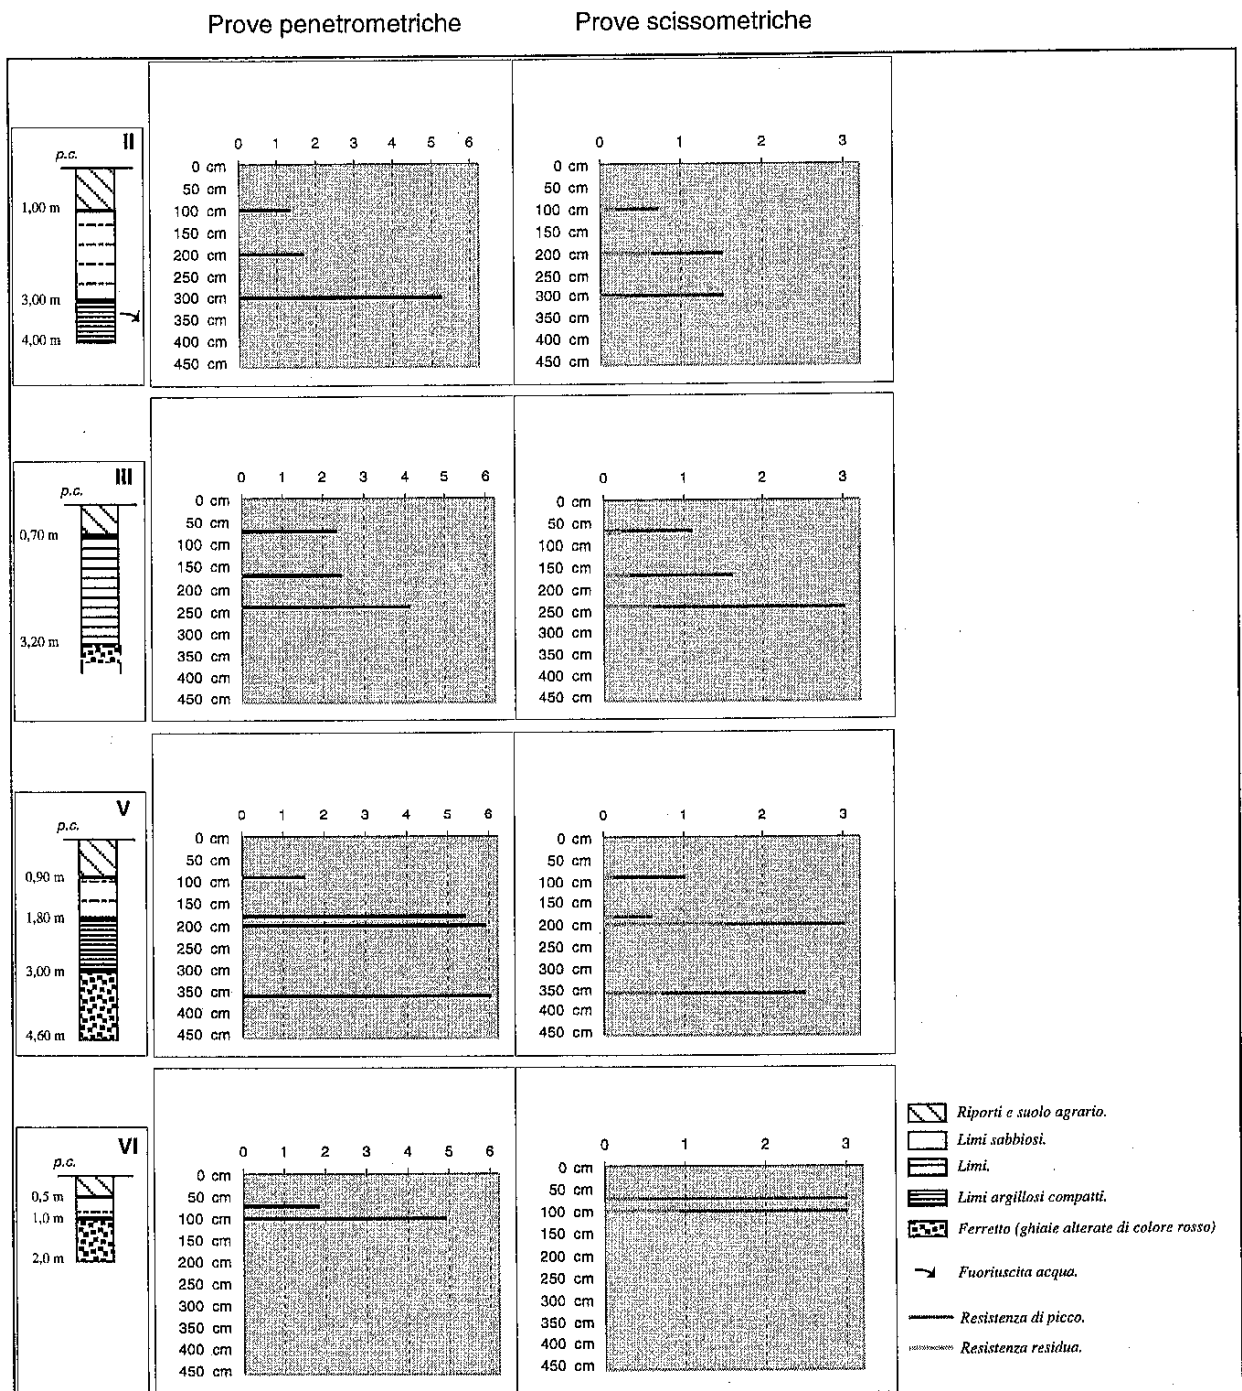 Prove penetrometriche Prove scissometriche
II
p.c.
1,00 m
3,00 m
4,00 m
0 1 2 3 4 5 6
0 cm
50 cm
100 cm
150 cm
200 cm
250 cm
300 cm
350 cm
400 cm
450 cm
0 1 2 3
0 cm
50 cm
100 cm
150 cm
200 cm
250 cm
300 cm
350 cm
400 cm
450 cm
III
p.c.
0,70 m
3,20 m
0 1 2 3 4 5 6
0 cm
50 cm
100 cm
150 cm
200 cm
250 cm
300 cm
350 cm
400 cm
450 cm
0 1 2 3
0 cm
50 cm
100 cm
150 cm
200 cm
250 cm
300 cm
350 cm
400 cm
450 cm
V
p.c.
0,90 m
1,80 m
3,00 m
4,60 m
0 1 2 3 4 5 6
0 cm
50 cm
100 cm
150 cm
200 cm
250 cm
300 cm
350 cm
400 cm
450 cm
0 1 2 3
0 cm
50 cm
100 cm
150 cm
200 cm
250 cm
300 cm
350 cm
400 cm
450 cm
VI
p.c.
0,5 m
1,0 m
2,0 m
0 1 2 3 4 5 6
0 cm
50 cm
100 cm
150 cm
200 cm
250 cm
300 cm
350 cm
400 cm
450 cm
0 1 2 3
0 cm
50 cm
100 cm
150 cm
200 cm
250 cm
300 cm
350 cm
400 cm
450 cm
Riporti e suolo agrario.
Limi sabbiosi.
Limi.
Limi argillosi compatti.
Ferretto (ghiaie alterate di colore rosso)
Fuoriuscita acqua.
Resistenza di picco.
Resistenza residua.